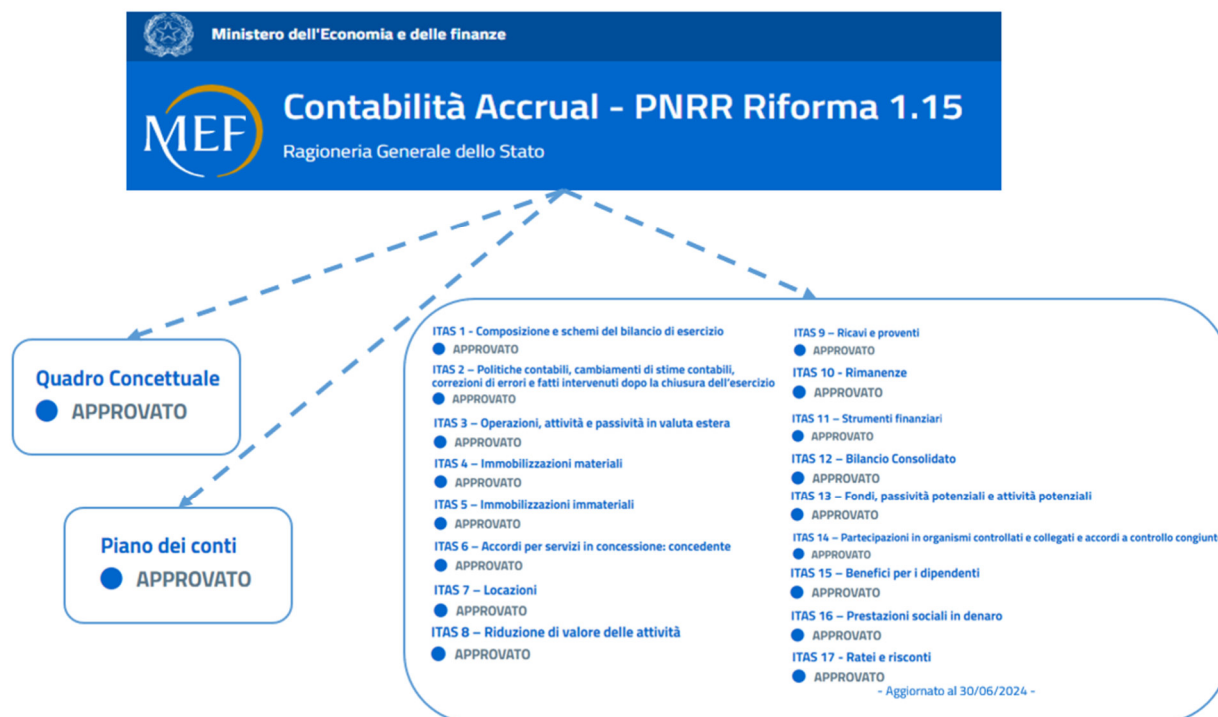 Ministero dell'Economia e delle finanze
MEF
Contabilità Accrual - PNRR Riforma 1.15
Ragioneria Generale dello Stato
Quadro Concettuale
APPROVATO
Piano dei conti
APPROVATO
ITAS 1 - Composizione e schemi del bilancio di esercizio
APPROVATO
ITAS 2 – Politiche contabili, cambiamenti di stime contabili,
correzioni di errori e fatti intervenuti dopo la chiusura dell'esercizio
APPROVATO
ITAS 3 – Operazioni, attività e passività in valuta estera
APPROVATO
ITAS 4 – Immobilizzazioni materiali
APPROVATO
ITAS 5 – Immobilizzazioni immateriali
APPROVATO
ITAS 6 – Accordi per servizi in concessione: concedente
APPROVATO
ITAS 7 – Locazioni
APPROVATO
ITAS 8 – Riduzione di valore delle attività
APPROVATO
ITAS 9 – Ricavi e proventi
APPROVATO
ITAS 10 - Rimanenze
APPROVATO
ITAS 11 – Strumenti finanziari
APPROVATO
ITAS 12 – Bilancio Consolidato
APPROVATO
ITAS 13 – Fondi, passività potenziali e attività potenziali
APPROVATO
ITAS 14 – Partecipazioni in organismi controllati e collegati e accordi a controllo congiunt
APPROVATO
ITAS 15 – Benefici per i dipendenti
APPROVATO
ITAS 16 – Prestazioni sociali in denaro
APPROVATO
ITAS 17 - Ratei e risconti
APPROVATO
- Aggiornato al 30/06/2024 -